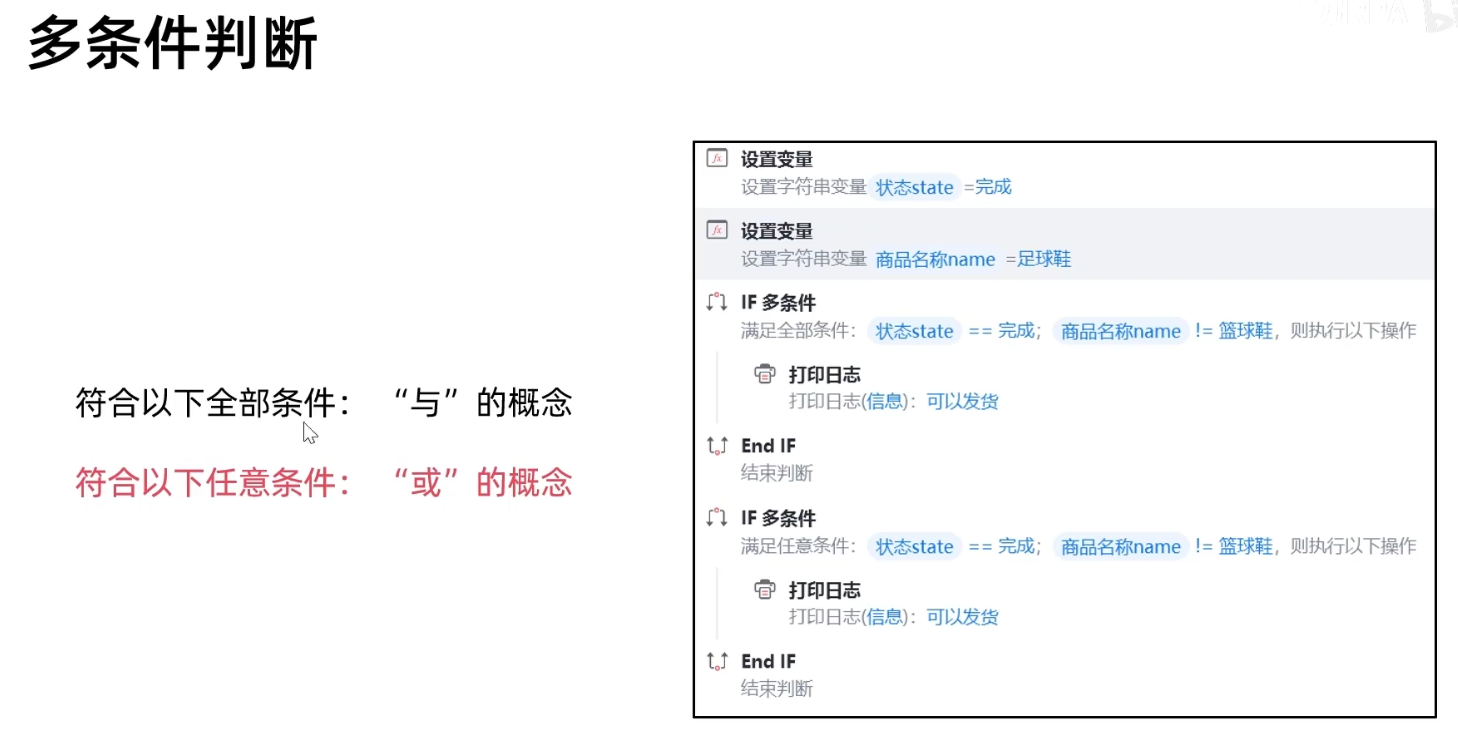 多条件判断
符合以下全部条件： “与”的概念
符合以下任意条件： “或”的概念
设置变量
设置字符串变量 状态state =完成
设置变量
设置字符串变量 商品名称name =足球鞋
IF 多条件
满足全部条件： 状态state == 完成； 商品名称name != 篮球鞋，则执行以下操作
打印日志
打印日志(信息)：可以发货
End IF
结束判断
IF 多条件
满足任意条件： 状态state == 完成； 商品名称name != 篮球鞋，则执行以下操作
打印日志
打印日志(信息)：可以发货
End IF
结束判断